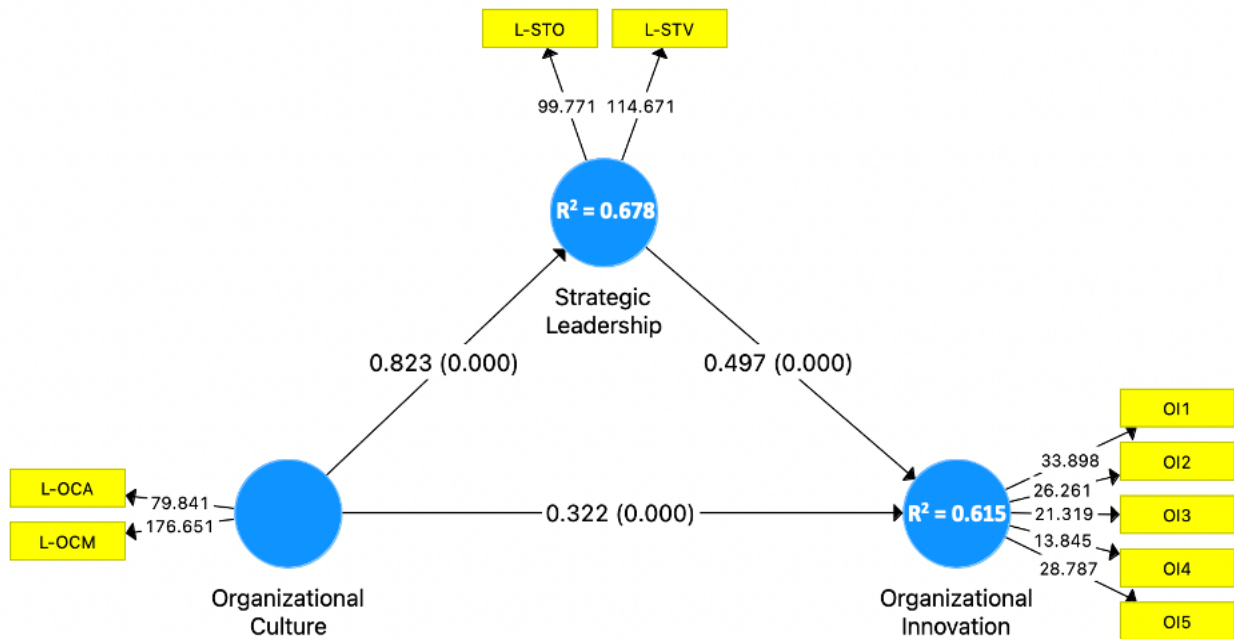 L-STO
L-STV
99.771
114.671
R² = 0.678
Strategic
Leadership
0.823 (0.000)
0.497 (0.000)
OI1
33.898
OI2
L-OCA
26.261
79.841
0.322 (0.000)
R² = 0.615
21.319
OI3
176.651
L-OCM
13.845
OI4
28.787
Organizational
Culture
Organizational
Innovation
OI5